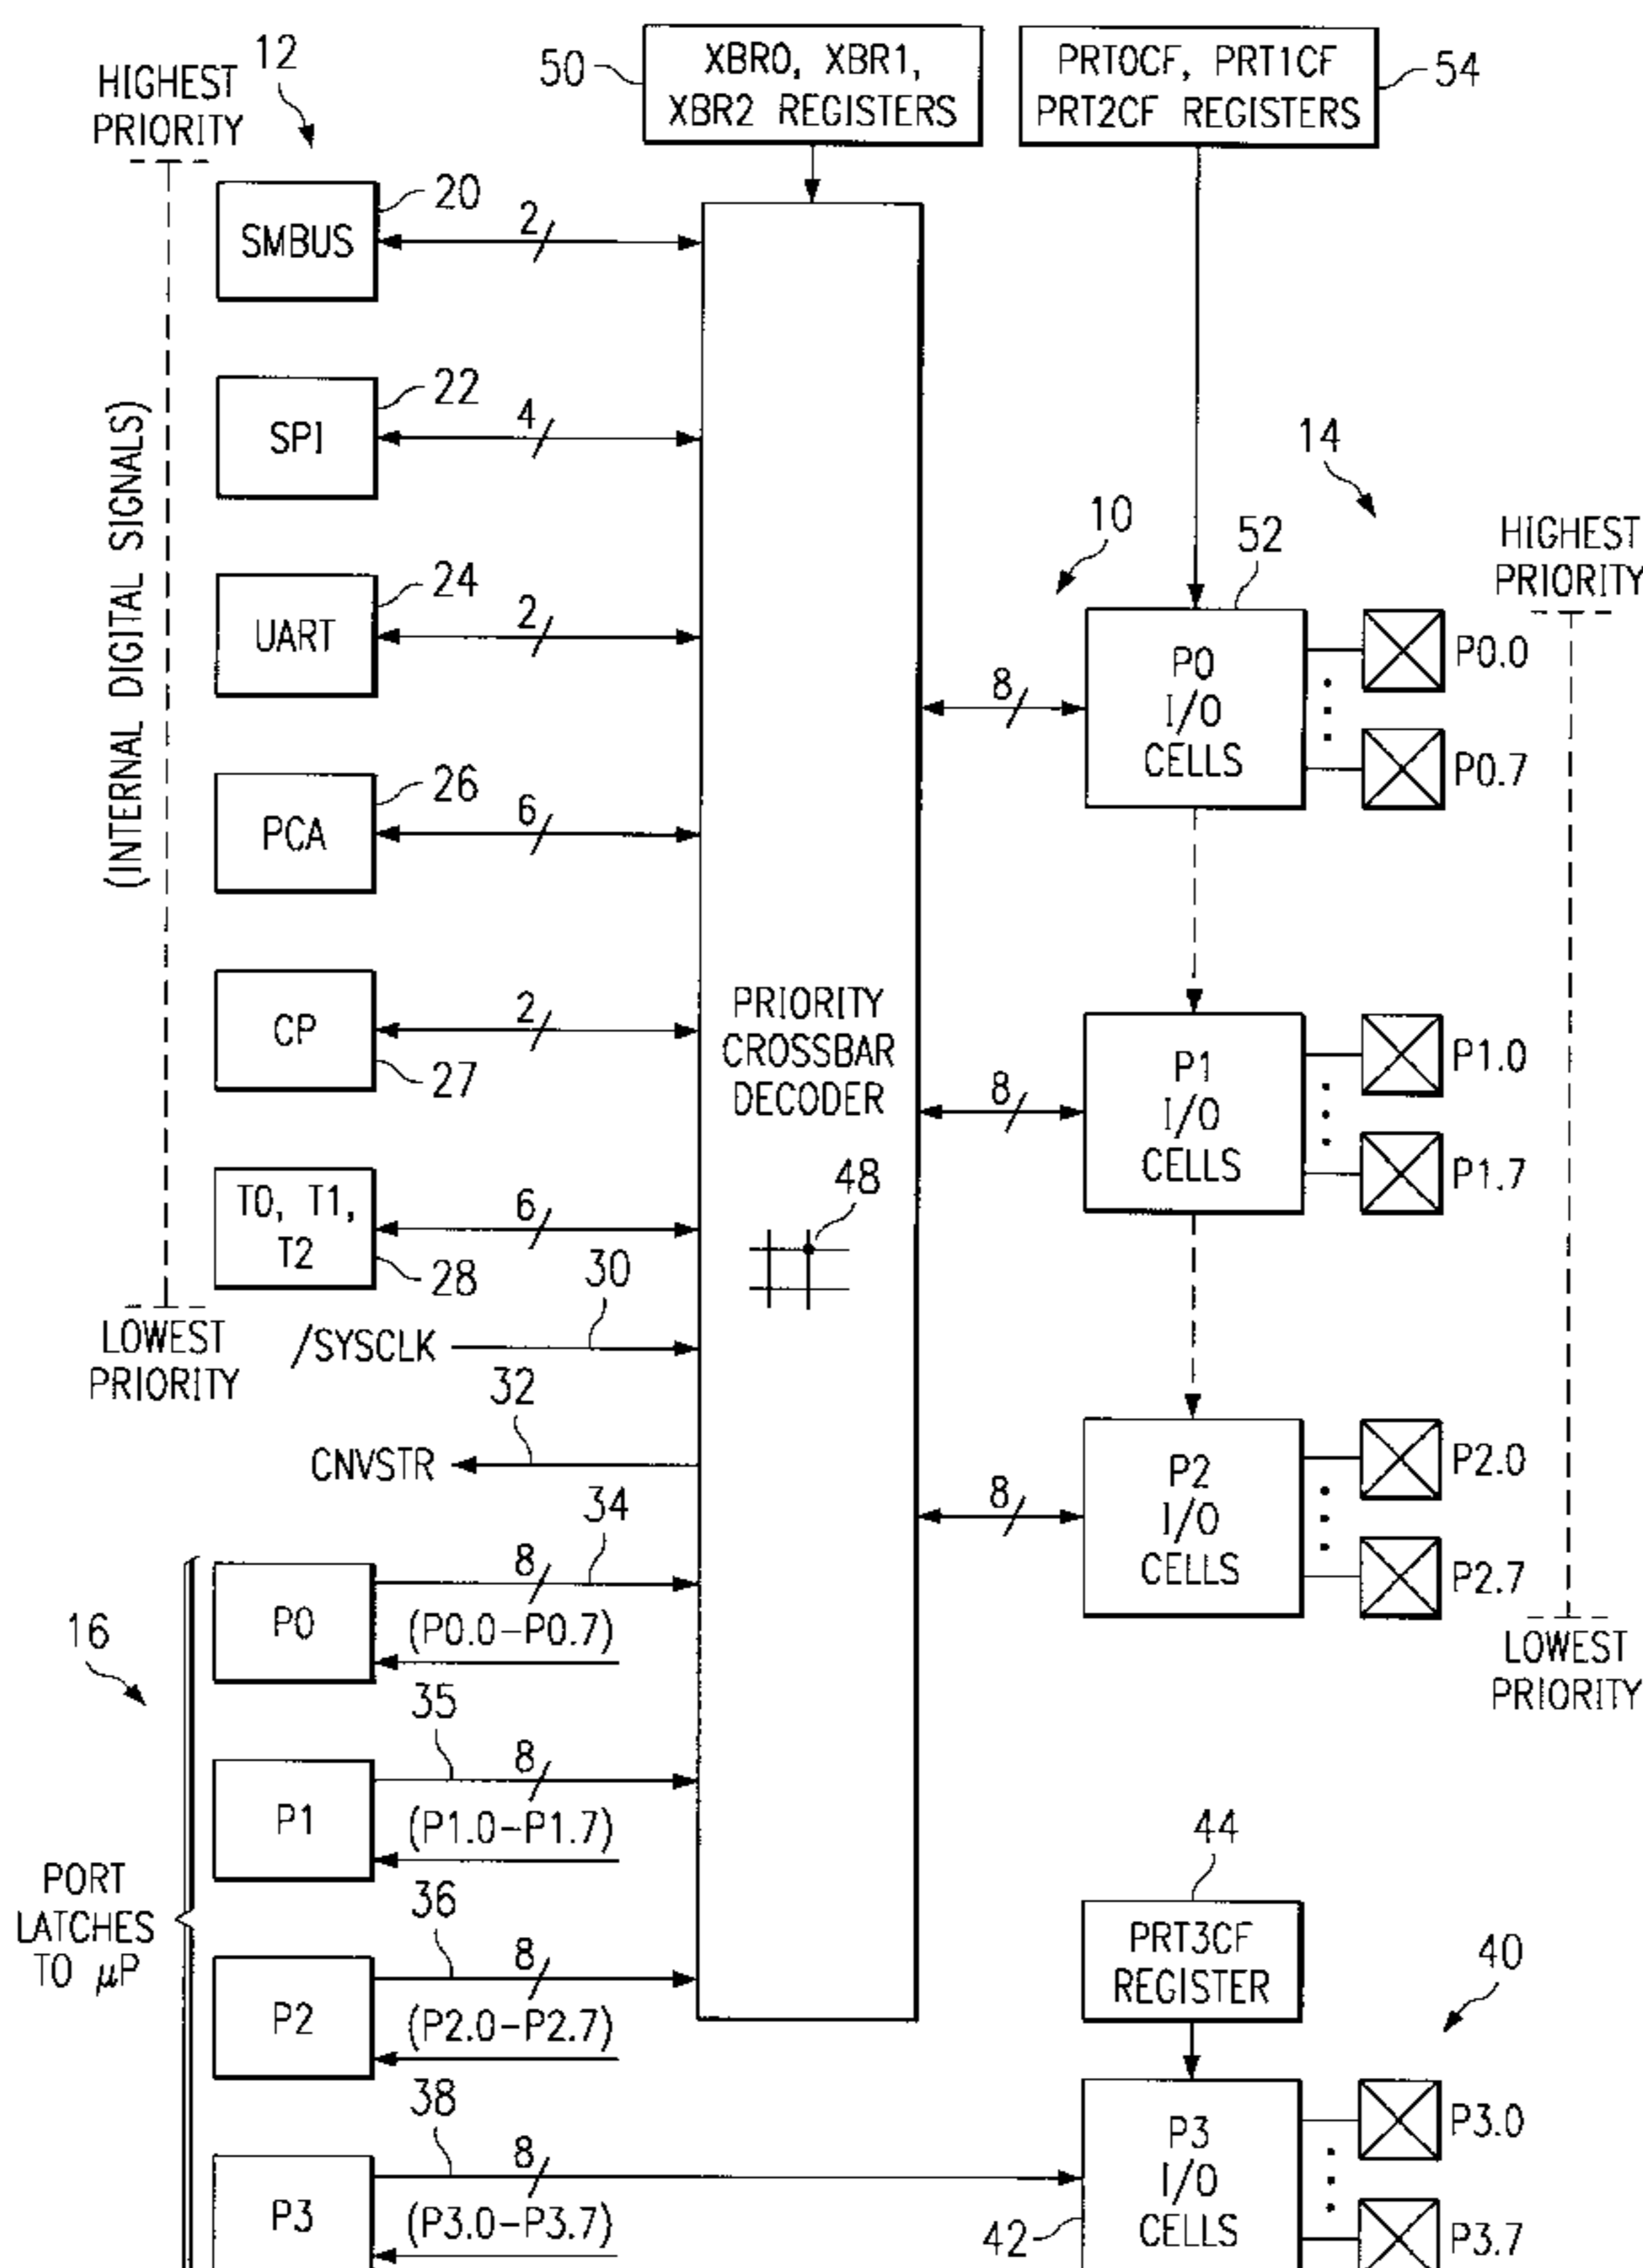 HIGHEST
PRIORITY
12
50
XBR0, XBR1,
XBR2 REGISTERS
PRT0CF, PRT1CF
PRT2CF REGISTERS
54
(INTERNAL DIGITAL SIGNALS)
SMBUS
20
2
SPI
22
4
UART
24
2
PCA
26
6
CP
27
2
T0, T1,
T2
28
6
LOWEST
PRIORITY
/SYSCLK
30
CNVSTR
32
PRIORITY
CROSSBAR
DECODER
48
10
14
52
HIGHEST
PRIORITY
8
P0
I/O
CELLS
P0.0
P0.7
8
P1
I/O
CELLS
P1.0
P1.7
8
P2
I/O
CELLS
P2.0
P2.7
LOWEST
PRIORITY
16
PORT
LATCHES
TO μP
P0
8
34
(P0.0–P0.7)
P1
35
8
(P1.0–P1.7)
P2
36
8
(P2.0–P2.7)
P3
38
8
(P3.0–P3.7)
44
PRT3CF
REGISTER
40
P3
I/O
CELLS
42
P3.0
P3.7